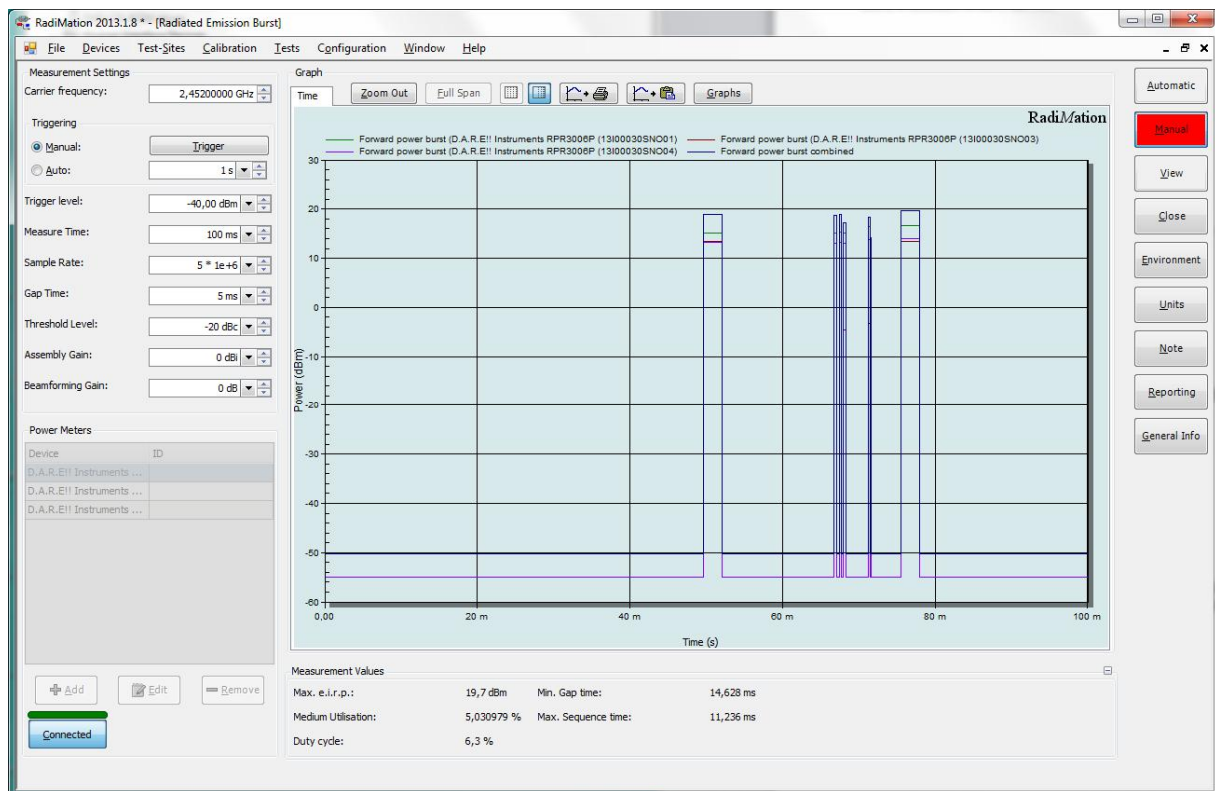 RadiMation 2013.1.8 * - [Radiated Emission Burst]
File Devices Test-Sites Calibration Tests Configuration Window Help
Measurement Settings
Carrier frequency: 2,45200000 GHz
Triggering
Manual: Trigger
Auto: 1 s
Trigger level: -40,00 dBm
Measure Time: 100 ms
Sample Rate: 5 * 1e+6
Gap Time: 5 ms
Threshold Level: -20 dBc
Assembly Gain: 0 dBi
Beamforming Gain: 0 dB
Power Meters
Device ID
D.A.R.E!! Instruments ...
D.A.R.E!! Instruments ...
D.A.R.E!! Instruments ...
Add Edit Remove
Connected
Graph
Time Zoom Out Full Span Graphs
RadiMation
Forward power burst (D.A.R.E!! Instruments RPR3006P (13I00030SNO01) Forward power burst (D.A.R.E!! Instruments RPR3006P (13I00030SNO03)
Forward power burst (D.A.R.E!! Instruments RPR3006P (13I00030SNO04) Forward power burst combined
Power (dBm)
30
20
10
0
-10
-20
-30
-40
-50
-60
0,00 20 m 40 m 60 m 80 m 100 m
Time (s)
Measurement Values
Max. e.i.r.p.: 19,7 dBm Min. Gap time: 14,628 ms
Medium Utilisation: 5,030979 % Max. Sequence time: 11,236 ms
Duty cycle: 6,3 %
Automatic
Manual
View
Close
Environment
Units
Note
Reporting
General Info